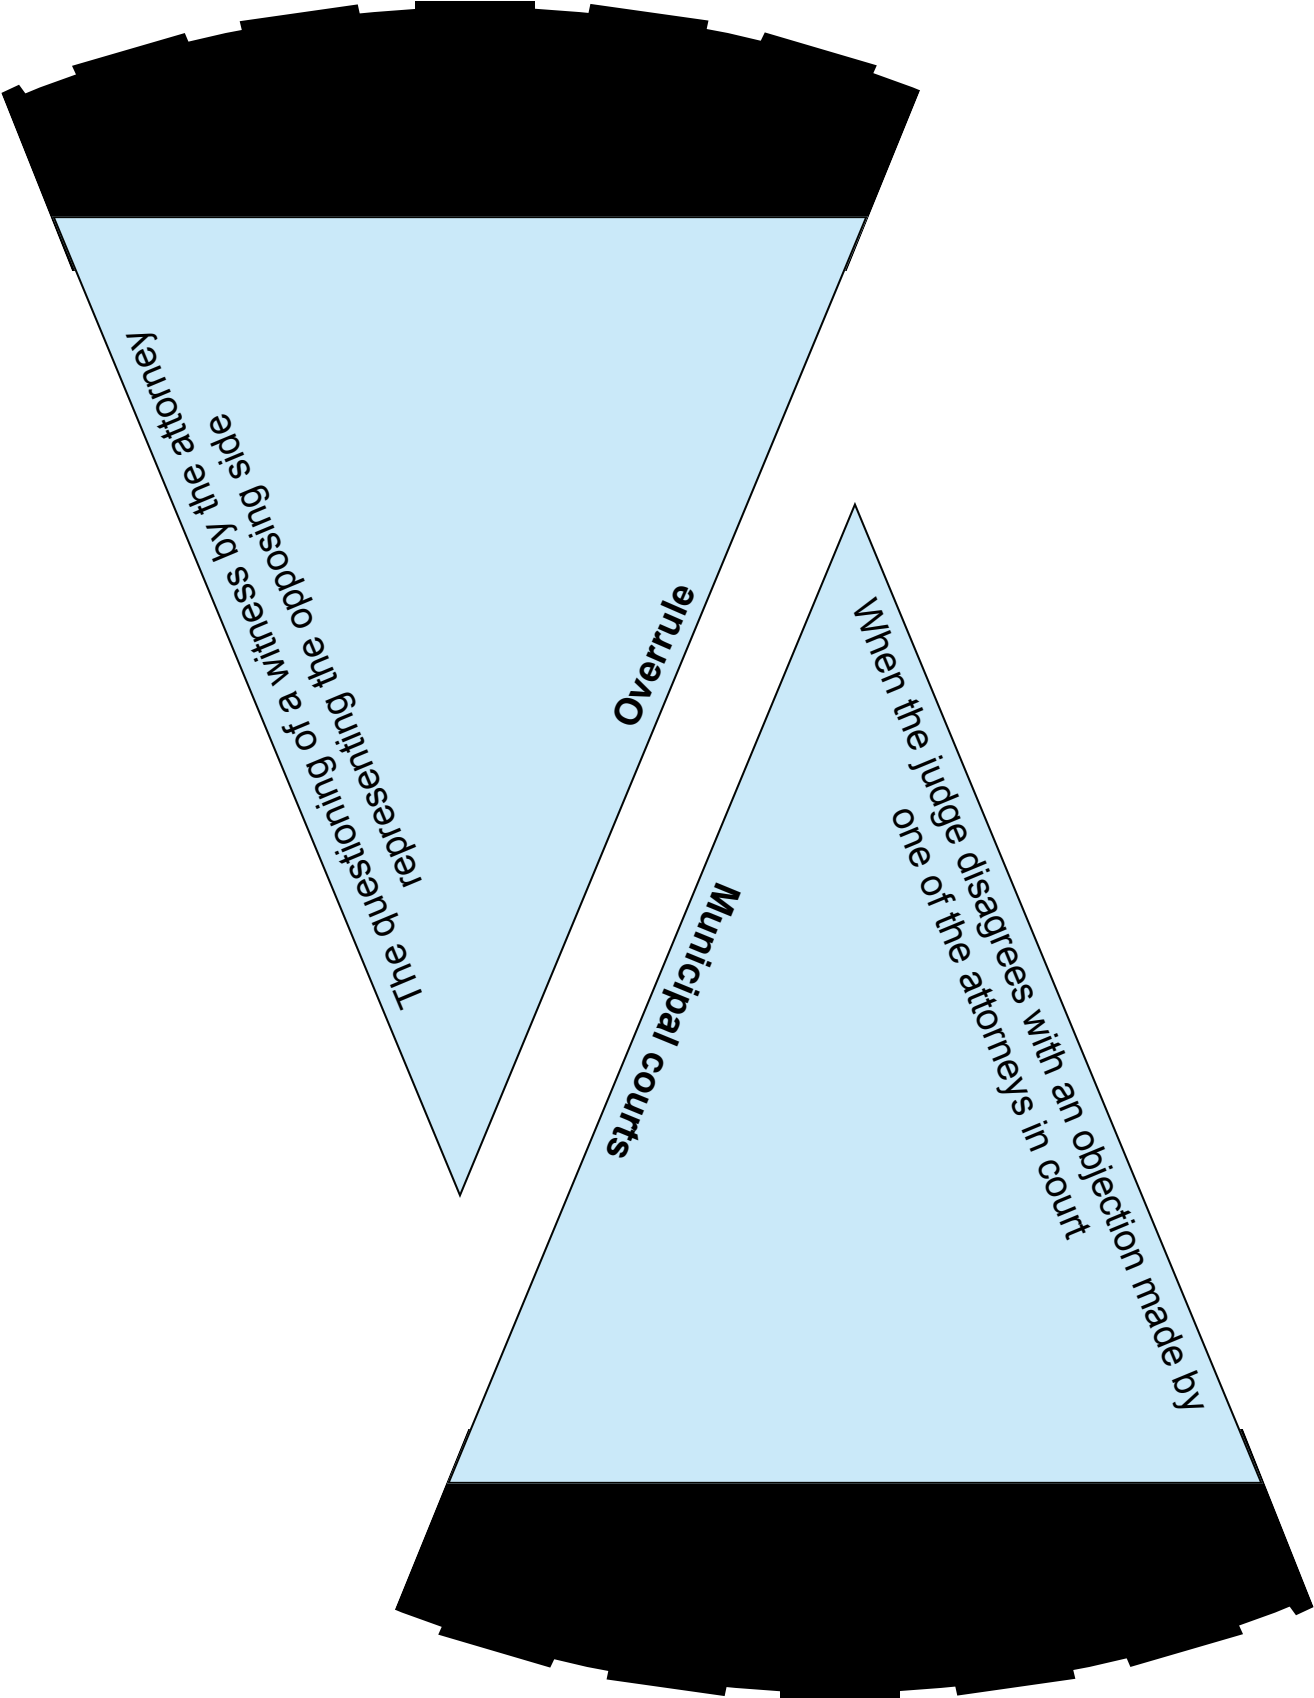 The questioning of a witness by the attorney
representing the opposing side
Overrule
Municipal courts
When the judge disagrees with an objection made by
one of the attorneys in court